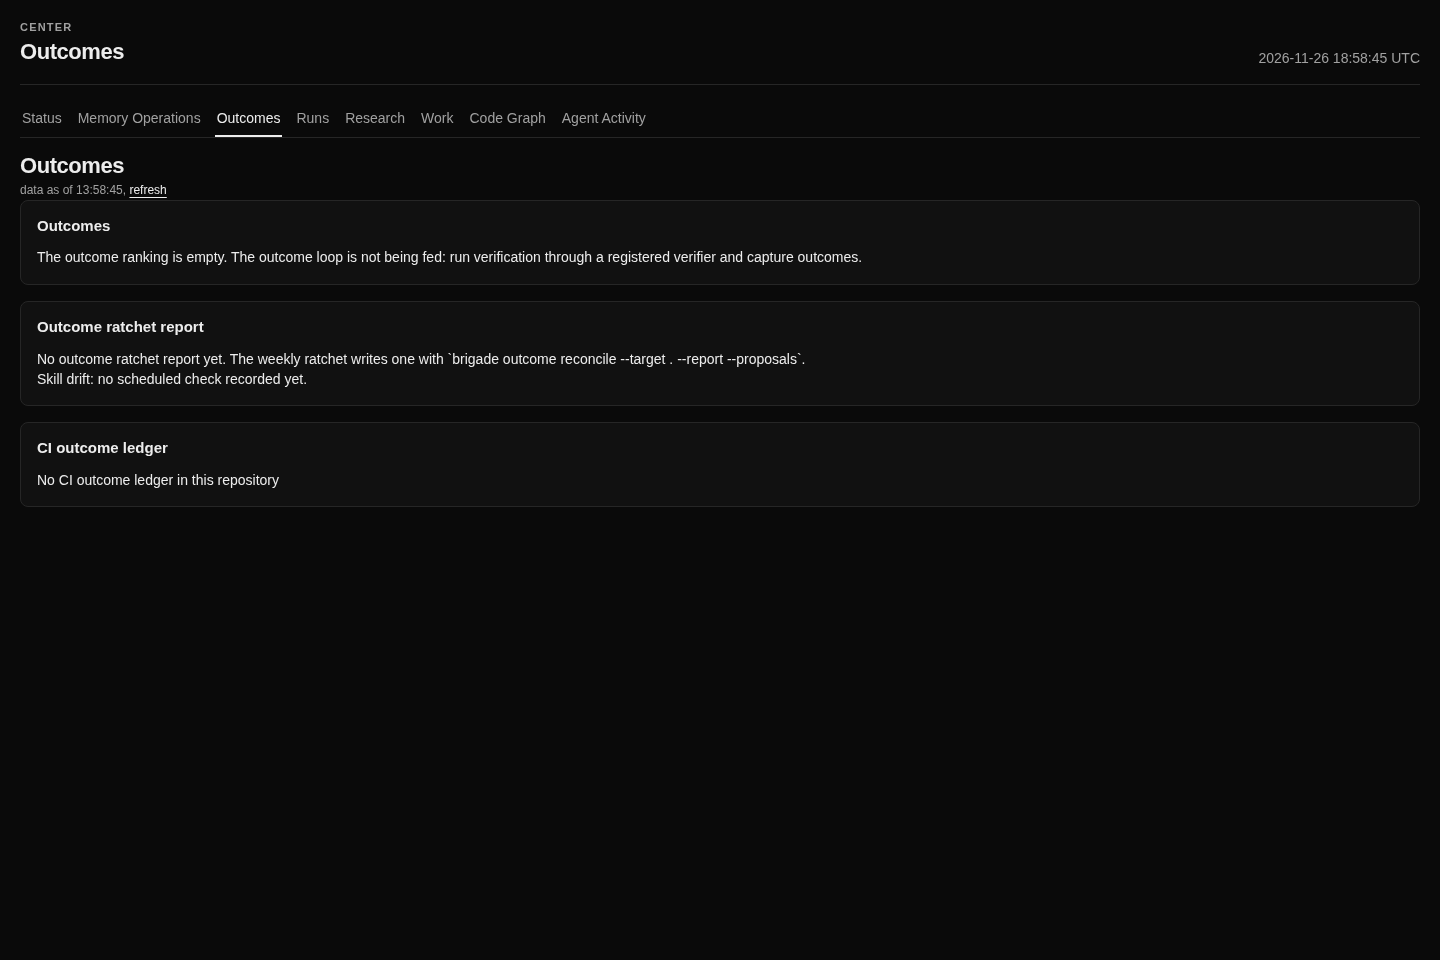 CENTER
Outcomes
2026-11-26 18:58:45 UTC
Status Memory Operations Outcomes Runs Research Work Code Graph Agent Activity
Outcomes
data as of 13:58:45, refresh
Outcomes
The outcome ranking is empty. The outcome loop is not being fed: run verification through a registered verifier and capture outcomes.
Outcome ratchet report
No outcome ratchet report yet. The weekly ratchet writes one with `brigade outcome reconcile --target . --report --proposals`.
Skill drift: no scheduled check recorded yet.
CI outcome ledger
No CI outcome ledger in this repository